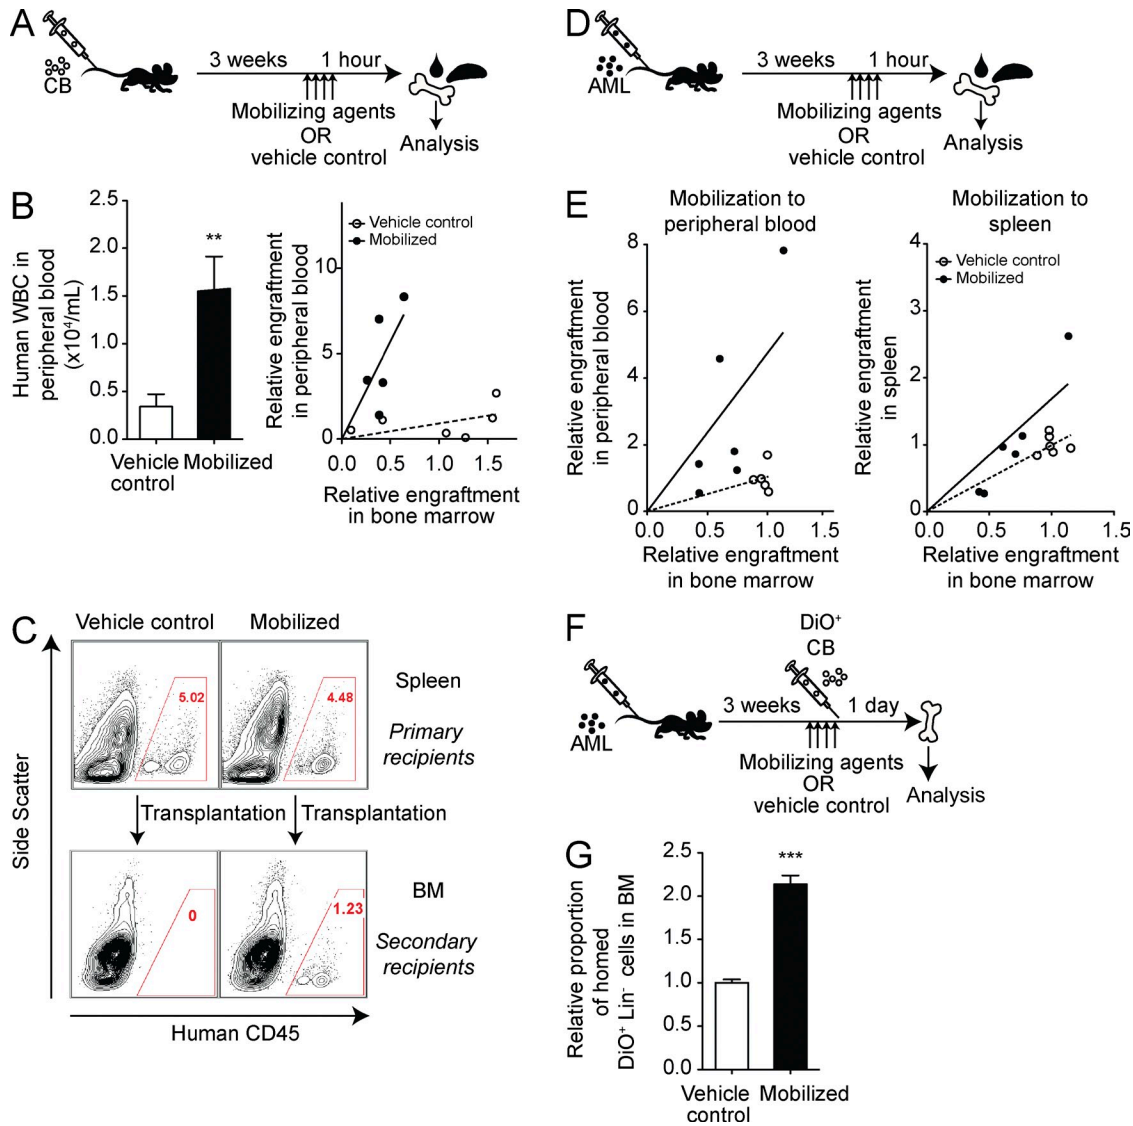 A
CB
3 weeks
1 hour
Mobilizing agents
OR
vehicle control
Analysis
B
Human WBC in
peripheral blood
(x10⁴/mL)
2.5
2.0
1.5
1.0
0.5
0.0
**
Vehicle
control
Mobilized
Relative engraftment
in peripheral blood
10
5
0
Vehicle control
Mobilized
0.0 0.5 1.0 1.5
Relative engraftment
in bone marrow
C
Vehicle control
Mobilized
Side Scatter
5.02
4.48
Spleen
Primary
recipients
Transplantation
Transplantation
0
1.23
BM
Secondary
recipients
Human CD45
D
AML
3 weeks
1 hour
Mobilizing agents
OR
vehicle control
Analysis
E
Mobilization to
peripheral blood
Relative engraftment
in peripheral blood
8
6
4
2
0
0.0 0.5 1.0 1.5
Relative engraftment
in bone marrow
Mobilization to
spleen
Relative engraftment
in spleen
4
3
2
1
0
Vehicle control
Mobilized
0.0 0.5 1.0 1.5
Relative engraftment
in bone marrow
F
DiO⁺
CB
AML
3 weeks
1 day
Mobilizing agents
OR
vehicle control
Analysis
G
Relative proportion
of homed
DiO⁺ Lin⁻ cells in BM
2.5
2.0
1.5
1.0
0.5
0.0
***
Vehicle
control
Mobilized